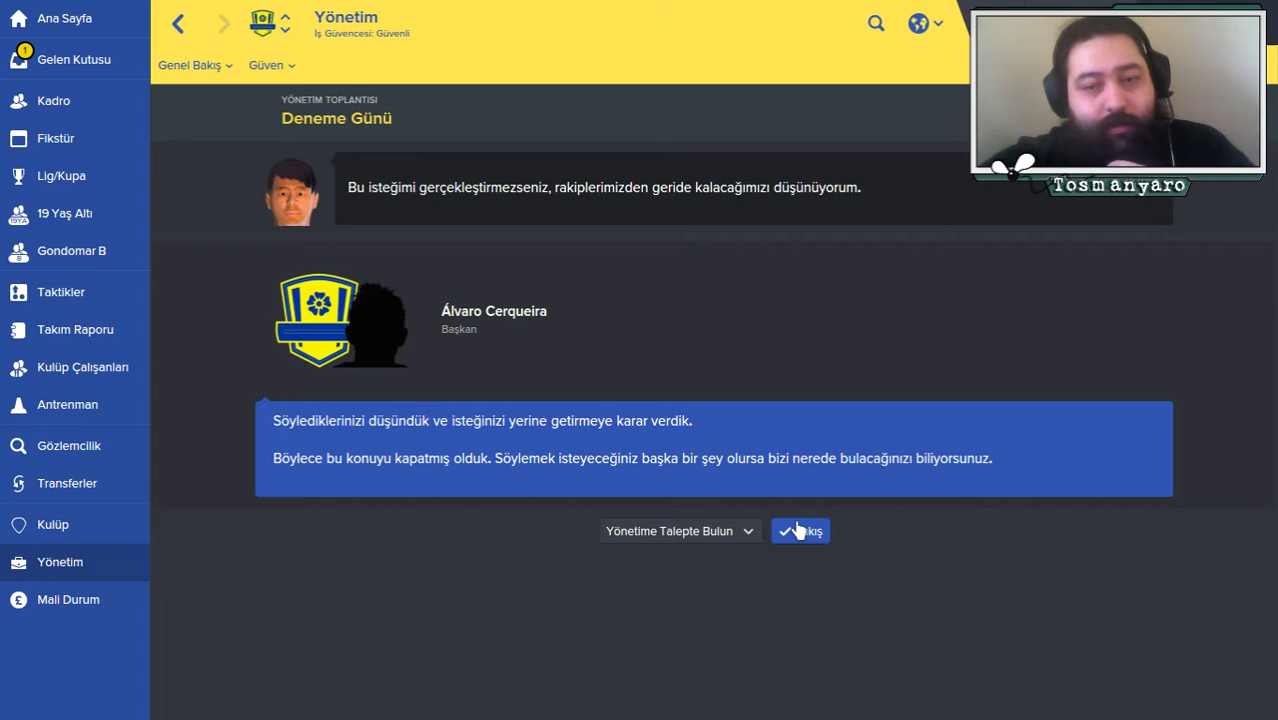 Ana Sayfa
1
Gelen Kutusu
Kadro
Fikstür
Lig/Kupa
19 Yaş Altı
Gondomar B
Taktikler
Takım Raporu
Kulüp Çalışanları
Antrenman
Gözlemcilik
Transferler
Kulüp
Yönetim
Mali Durum
Yönetim
İş Güvencesi: Güvenli
Genel Bakış
Güven
YÖNETİM TOPLANTISI
Deneme Günü
Bu isteğimi gerçekleştirmezseniz, rakiplerimizden geride kalacağımızı düşünüyorum.
Álvaro Cerqueira
Başkan
Söylediklerinizi düşündük ve isteğinizi yerine getirmeye karar verdik.
Böylece bu konuyu kapatmış olduk. Söylemek isteyeceğiniz başka bir şey olursa bizi nerede bulacağınızı biliyorsunuz.
Yönetime Talepte Bulun
Tosmanyaro